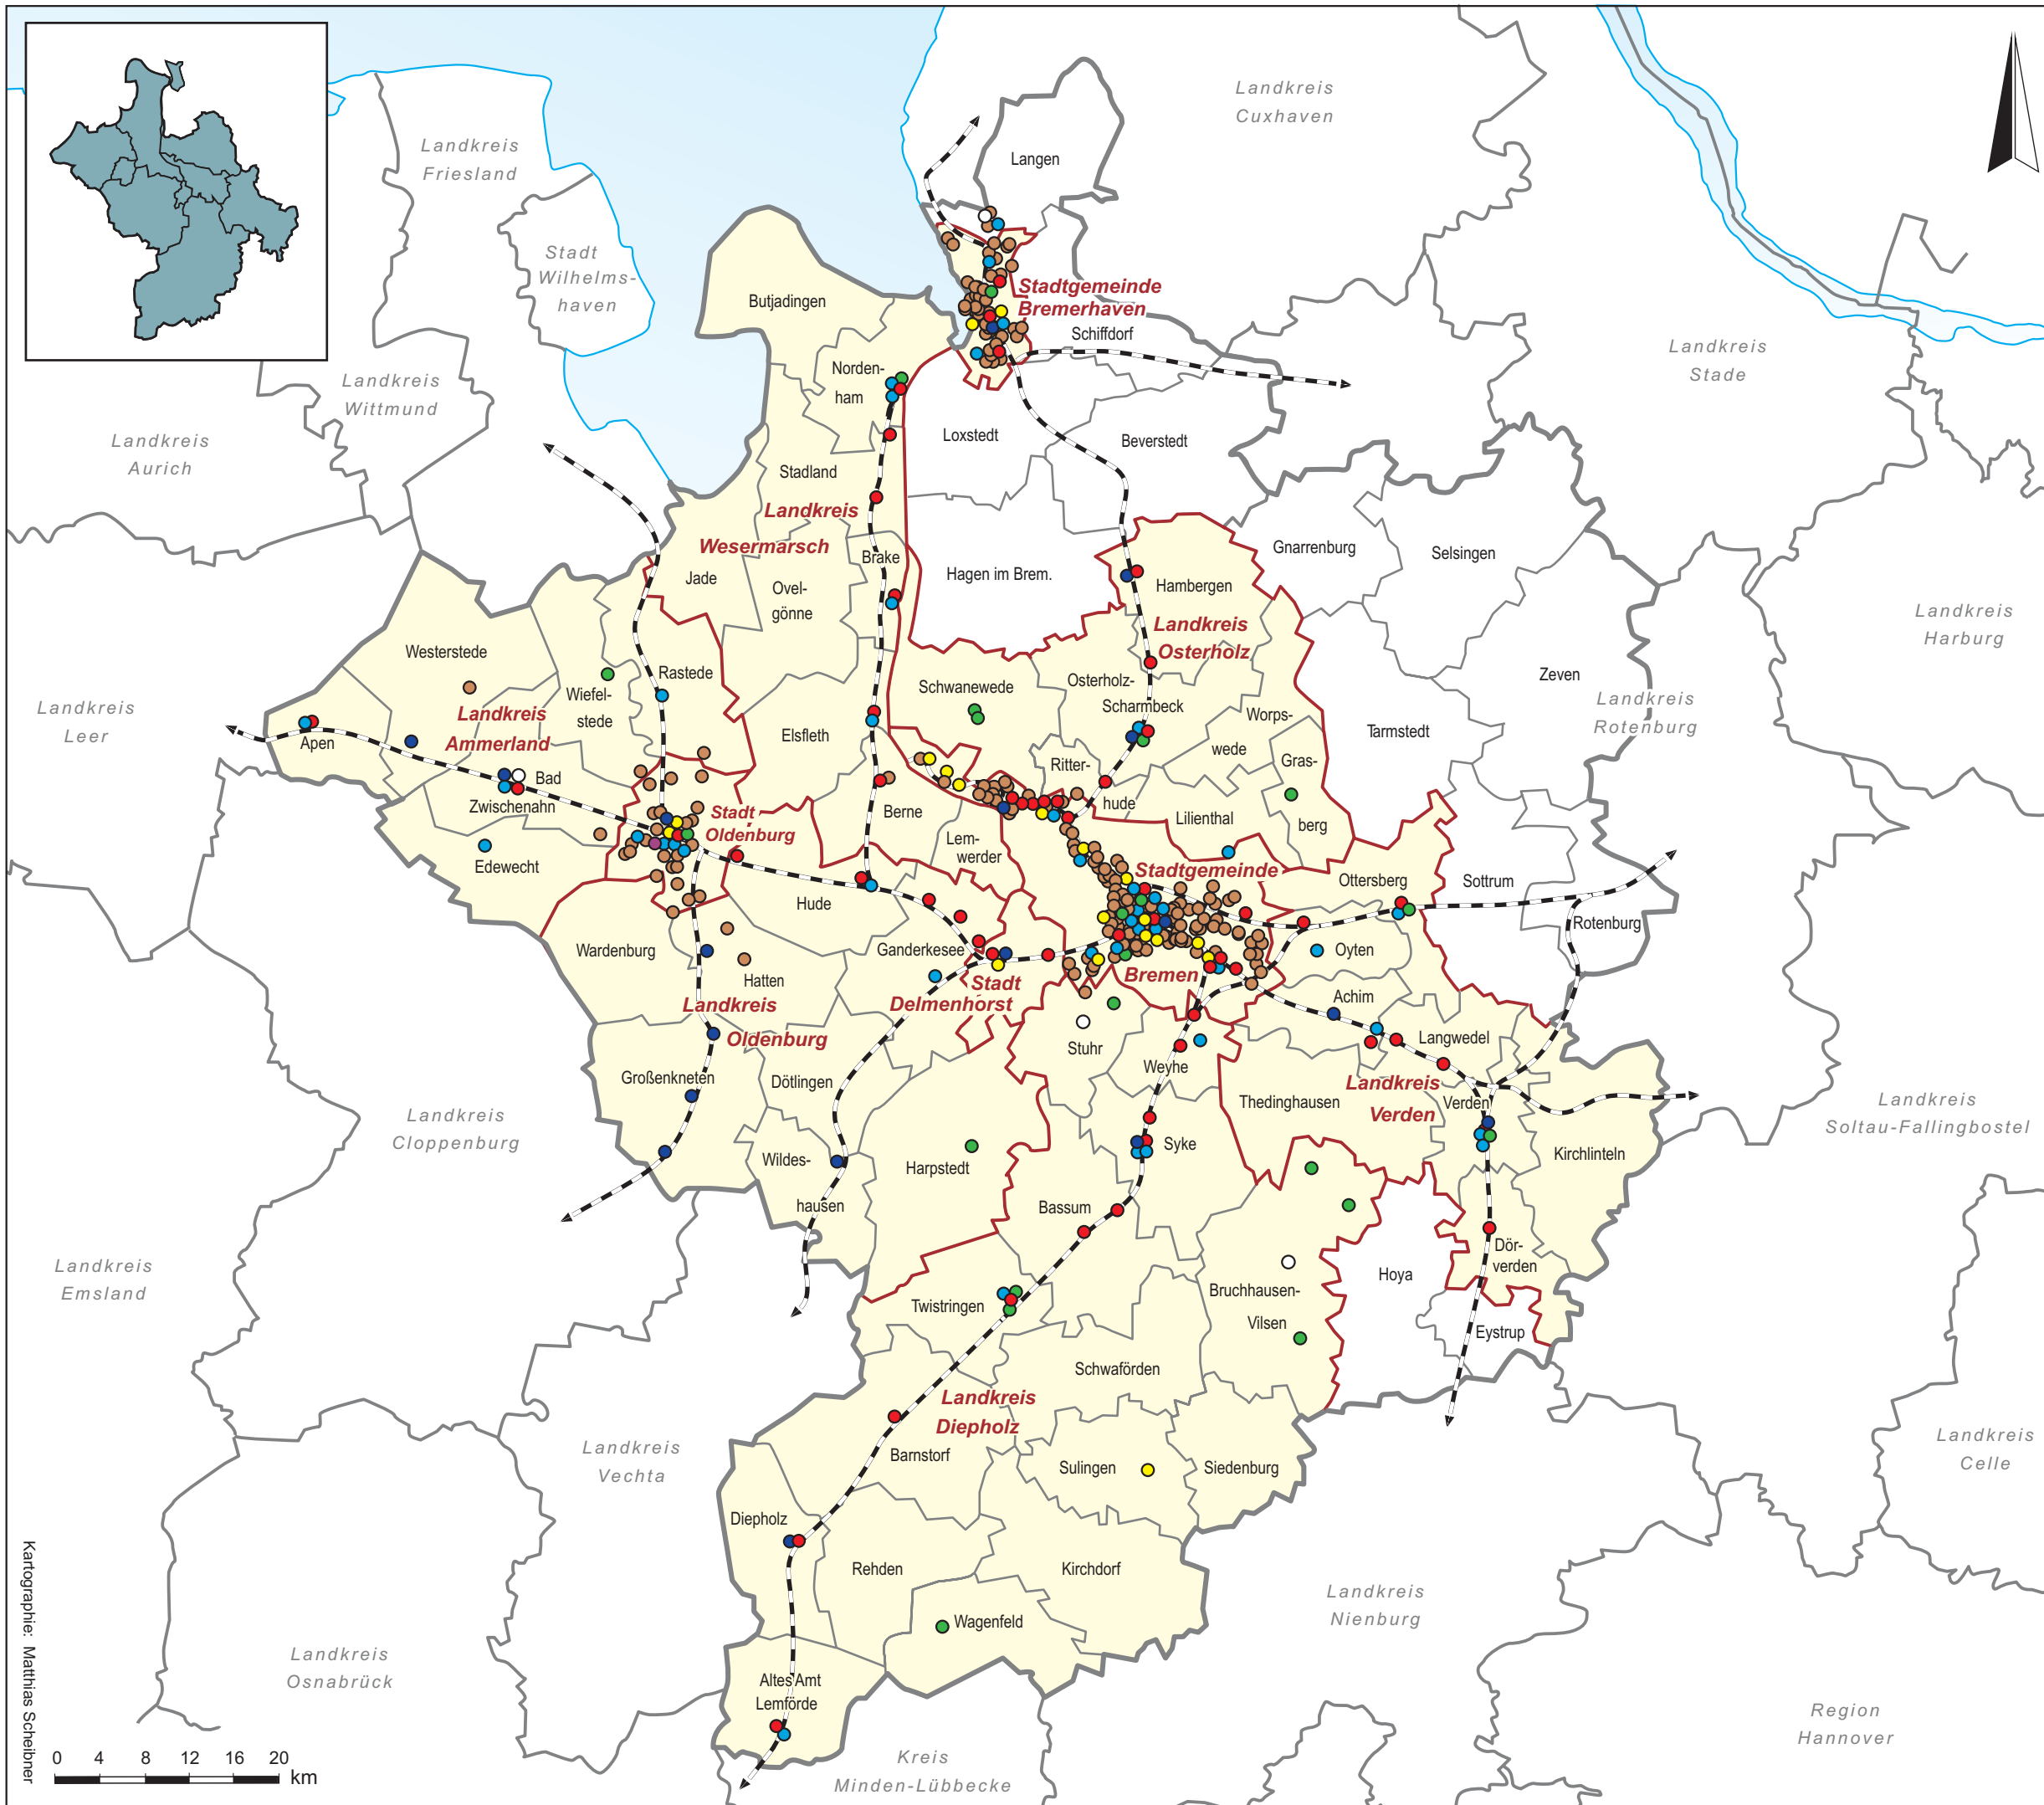 Landkreis
Cuxhaven
Landkreis
Friesland
Langen
Stadt
Wilhelms-
haven
Stadtgemeinde
Bremerhaven
Butjadingen
Schiffdorf
Landkreis
Stade
Landkreis
Wittmund
Norden-
ham
Landkreis
Aurich
Loxstedt
Beverstedt
Stadland
Landkreis
Wesermarsch
Brake
Jade
Ovel-
gönne
Hagen im Brem.
Hambergen
Gnarrenburg
Selsingen
Landkreis
Harburg
Landkreis
Osterholz
Westerstede
Rastede
Wiefel-
stede
Schwanewede
Osterholz-
Scharmbeck
Zeven
Landkreis
Rotenburg
Landkreis
Leer
Landkreis
Ammerland
Apen
Elsfleth
Worps-
wede
Tarmstedt
Ritter-
hude
Gras-
berg
Bad
Zwischenahn
Stadt
Oldenburg
Berne
Lilienthal
Lem-
werder
Edewecht
Stadtgemeinde
Bremen
Ottersberg
Sottrum
Hude
Rotenburg
Wardenburg
Ganderkesee
Oyten
Hatten
Stadt
Delmenhorst
Achim
Landkreis
Oldenburg
Stuhr
Langwedel
Weyhe
Großenkneten
Dötlingen
Landkreis
Verden
Thedinghausen
Verden
Landkreis
Cloppenburg
Landkreis
Soltau-Fallingbostel
Syke
Wildes-
hausen
Harpstedt
Kirchlinteln
Bassum
Dör-
verden
Landkreis
Emsland
Hoya
Bruchhausen-
Vilsen
Twistringen
Eystrup
Schwaförden
Landkreis
Diepholz
Landkreis
Vechta
Barnstorf
Sulingen
Siedenburg
Landkreis
Celle
Diepholz
Rehden
Kirchdorf
Landkreis
Nienburg
Wagenfeld
Landkreis
Osnabrück
Altes Amt
Lemförde
Region
Hannover
Kreis
Minden-Lübbecke
Kartographie: Matthias Scheibner
0 4 8 12 16 20
km